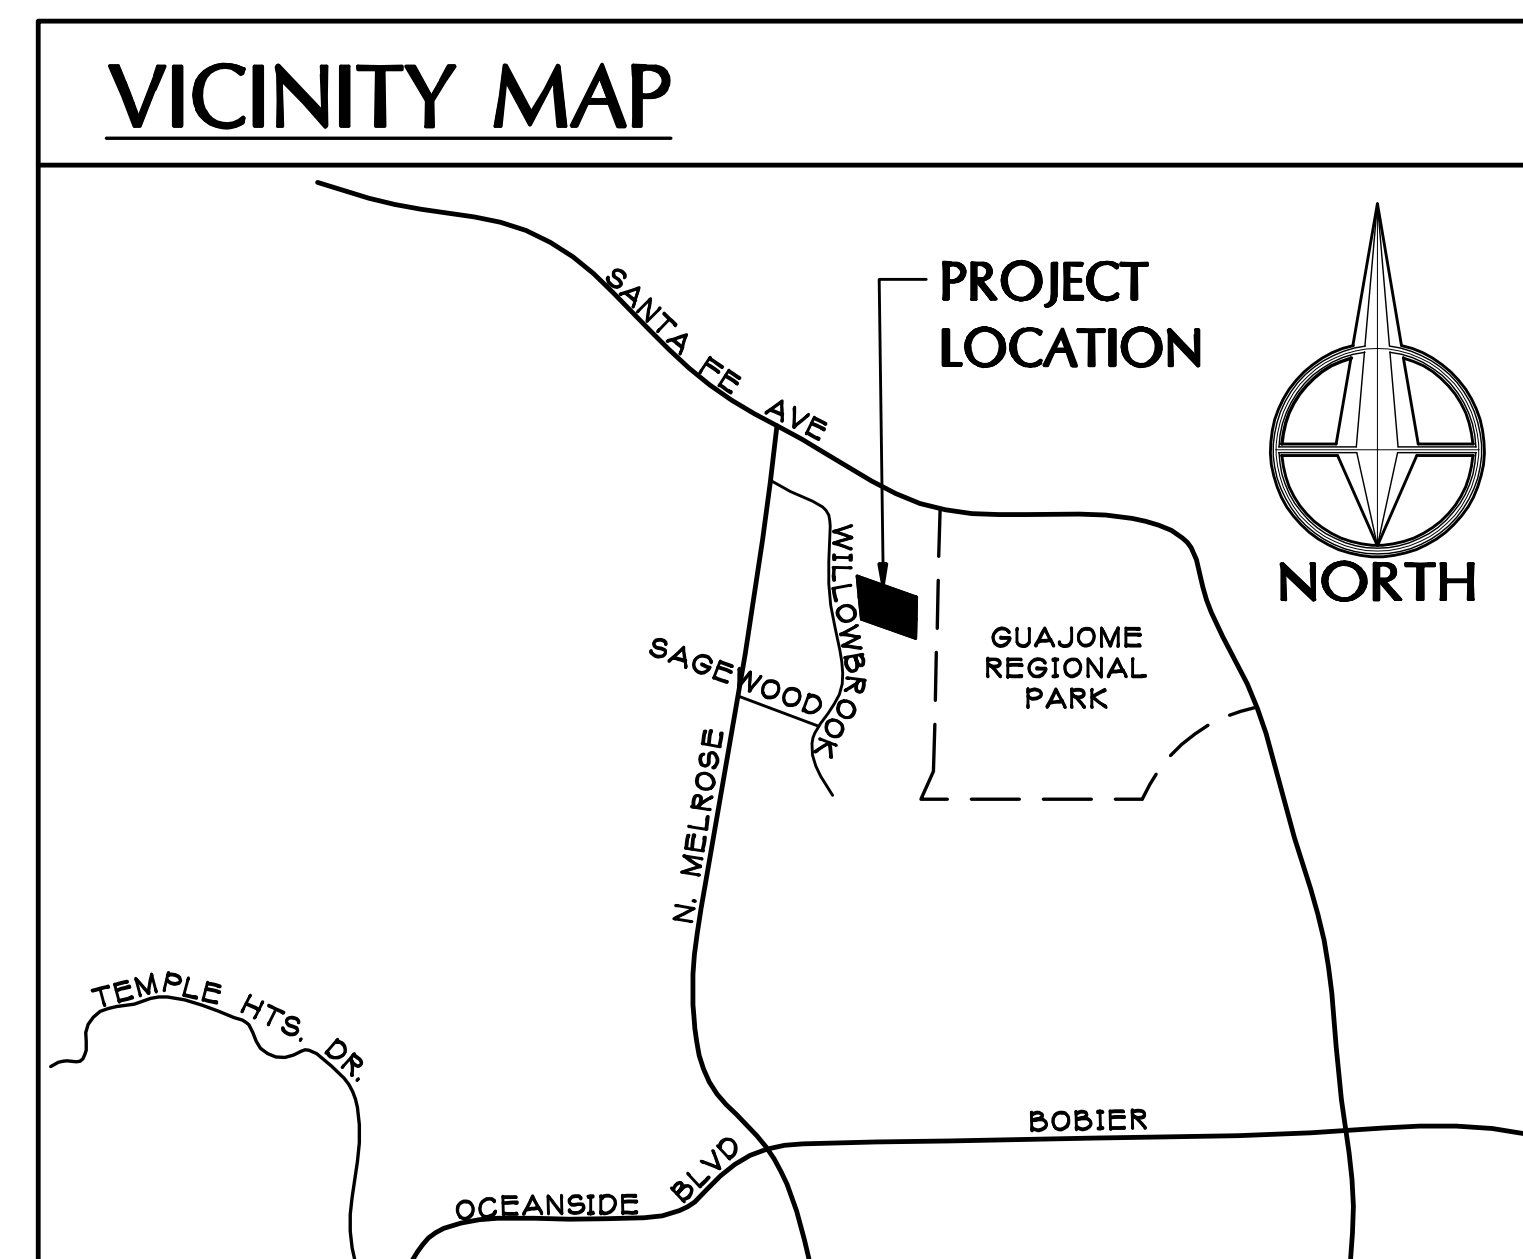 VICINITY MAP
SANTA FE AVE
PROJECT
LOCATION
NORTH
WILLOWBROOK
GUAJOME
REGIONAL
PARK
SAGEWOOD
N. MELROSE
TEMPLE HTS. DR.
BOBIER
OCEANSIDE BLVD